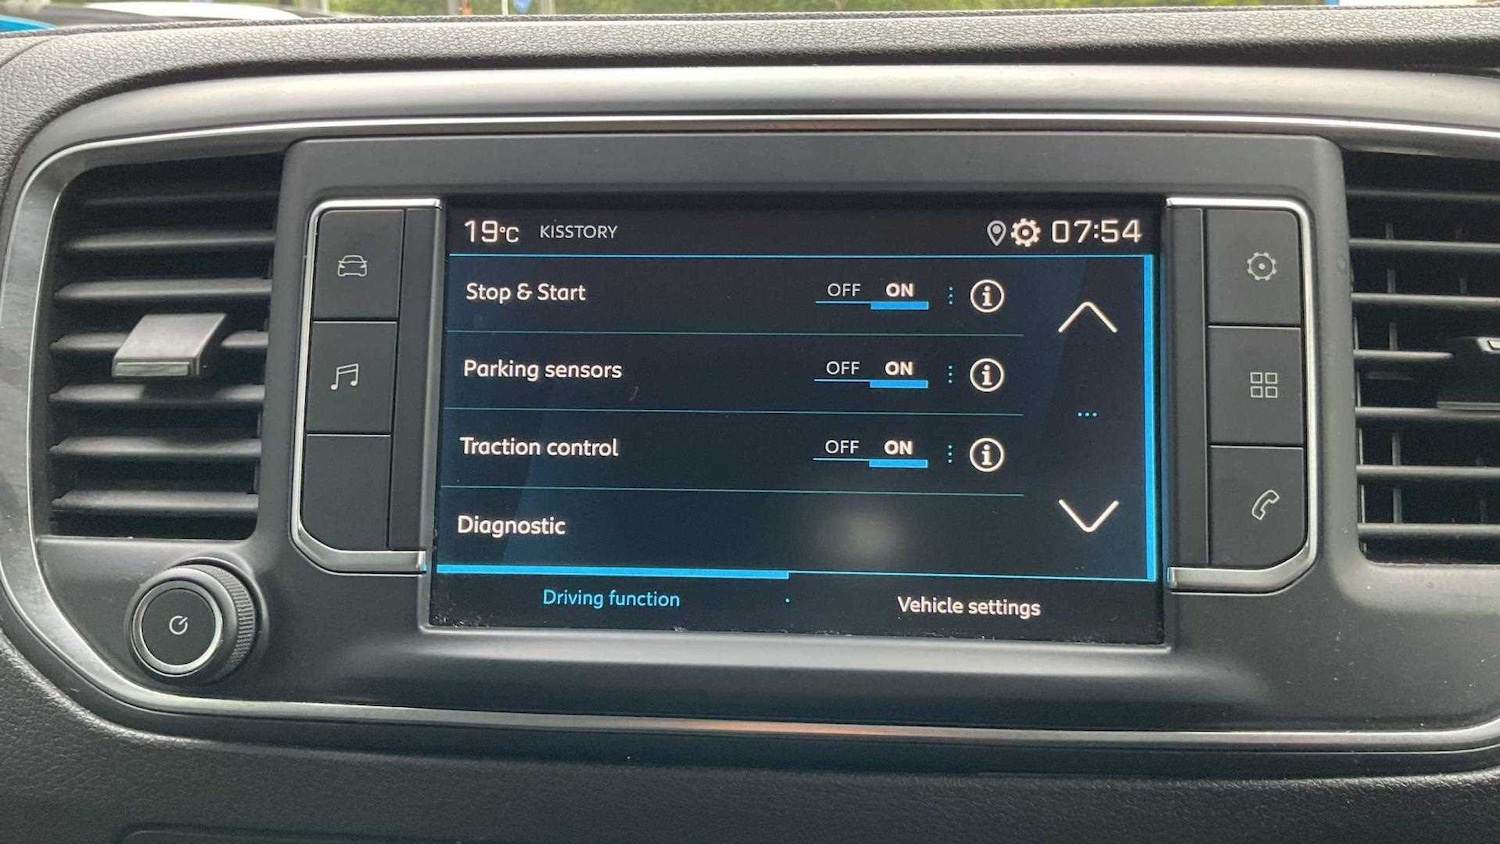 19°C KISSTORY 07:54
Stop & Start OFF ON i
Parking sensors OFF ON i
Traction control OFF ON i
Diagnostic
Driving function Vehicle settings